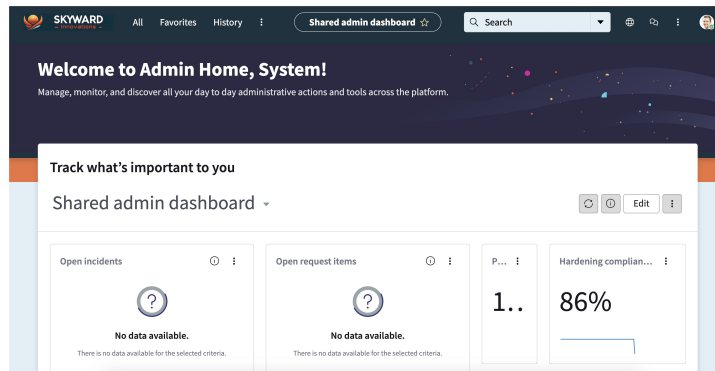 SKYWARD
- Innovations -
All
Favorites
History
Shared admin dashboard
Search
Welcome to Admin Home, System!
Manage, monitor, and discover all your day to day administrative actions and tools across the platform.
Track what's important to you
Shared admin dashboard
Edit
Open incidents
Open request items
P...
Hardening complian...
1..
86%
No data available.
There is no data available for the selected criteria.
No data available.
There is no data available for the selected criteria.